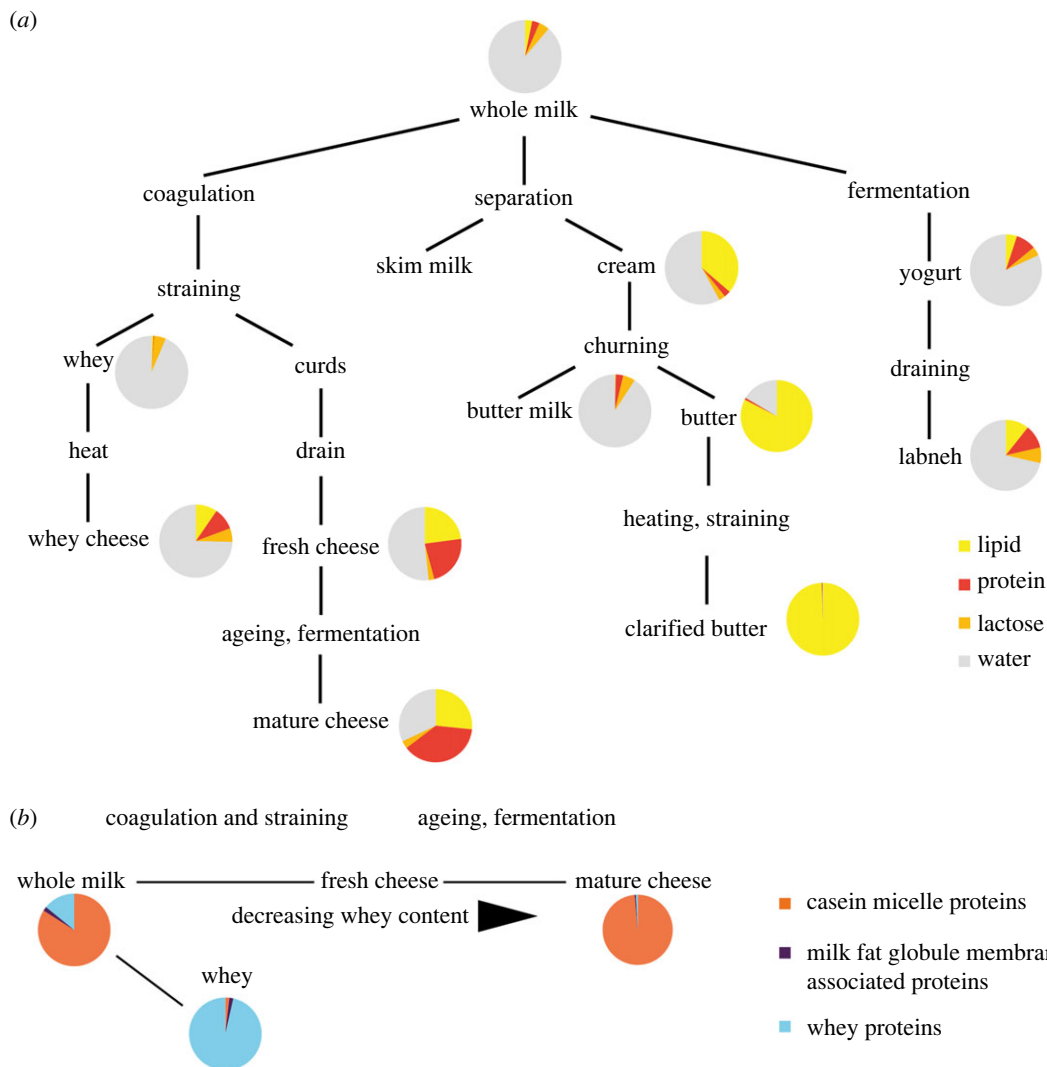 (a)
whole milk
coagulation
separation
fermentation
skim milk
cream
yogurt
straining
whey
curds
churning
draining
butter milk
butter
heat
drain
labneh
whey cheese
fresh cheese
heating, straining
ageing, fermentation
clarified butter
mature cheese
lipid
protein
lactose
water
(b)
coagulation and straining
ageing, fermentation
whole milk
fresh cheese
mature cheese
decreasing whey content
whey
casein micelle proteins
milk fat globule membran
associated proteins
whey proteins